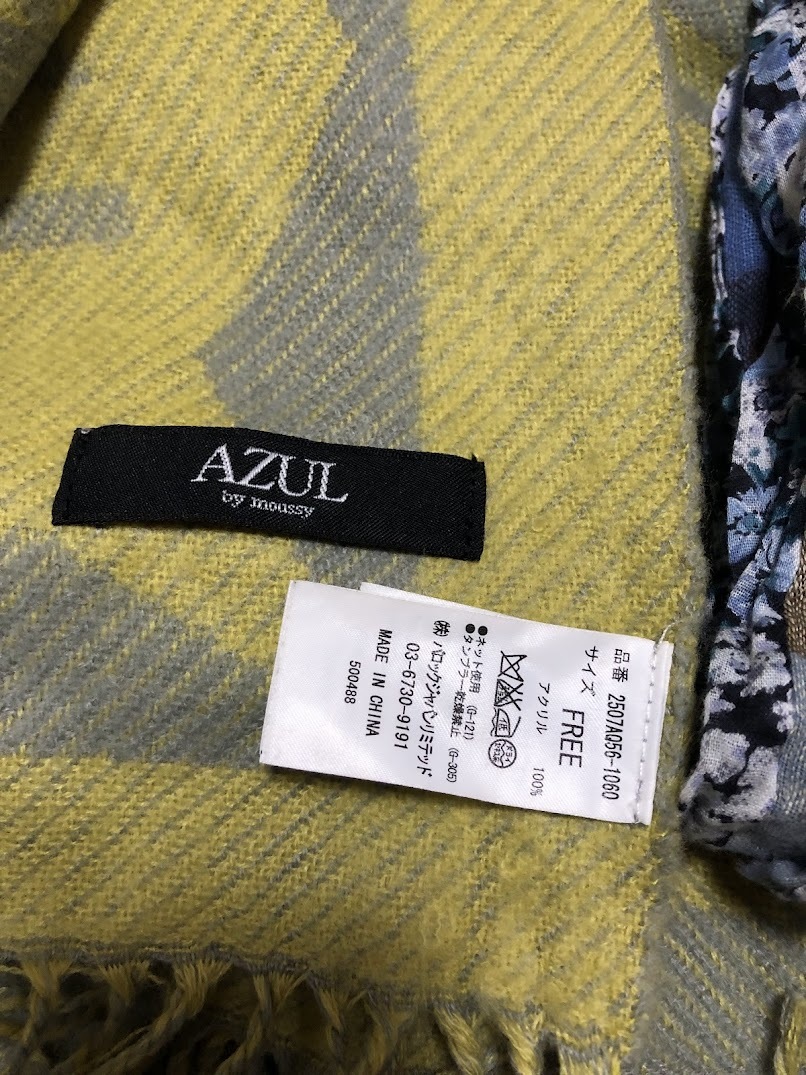 AZUL
by moussy
品番 2507AQ56-1060
サイズ FREE
アクリル 100%
●ネット使用 (G-121)
●タンブラー乾燥禁止 (G-305)
㈱バロックジャパンリミテッド
03-6730-9191
MADE IN CHINA
500488